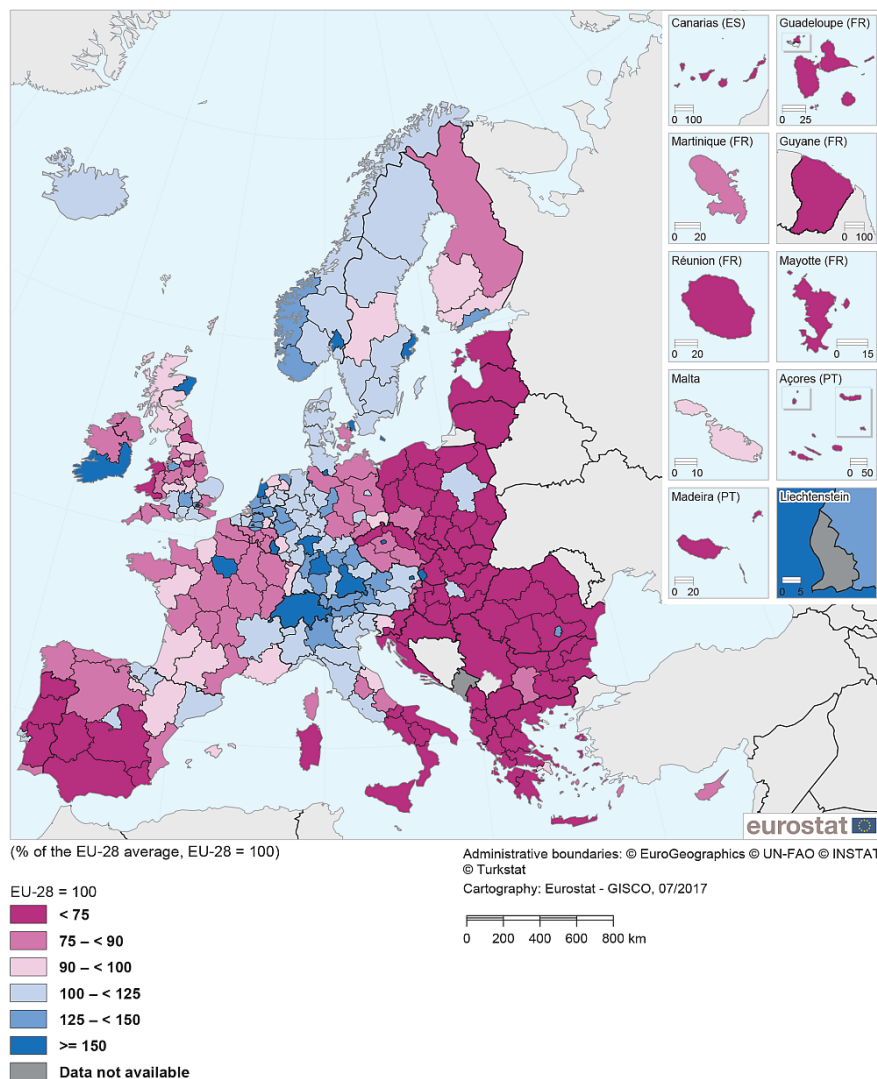 Canarias (ES)
0 100
Guadeloupe (FR)
0 25
Martinique (FR)
0 20
Guyane (FR)
0 100
Réunion (FR)
0 20
Mayotte (FR)
0 15
Malta
0 10
Açores (PT)
0 50
Madeira (PT)
0 20
Liechtenstein
0 5
eurostat
(% of the EU-28 average, EU-28 = 100)
Administrative boundaries: © EuroGeographics © UN-FAO © INSTAT
© Turkstat
Cartography: Eurostat - GISCO, 07/2017
0 200 400 600 800 km
EU-28 = 100
< 75
75 – < 90
90 – < 100
100 – < 125
125 – < 150
>= 150
Data not available